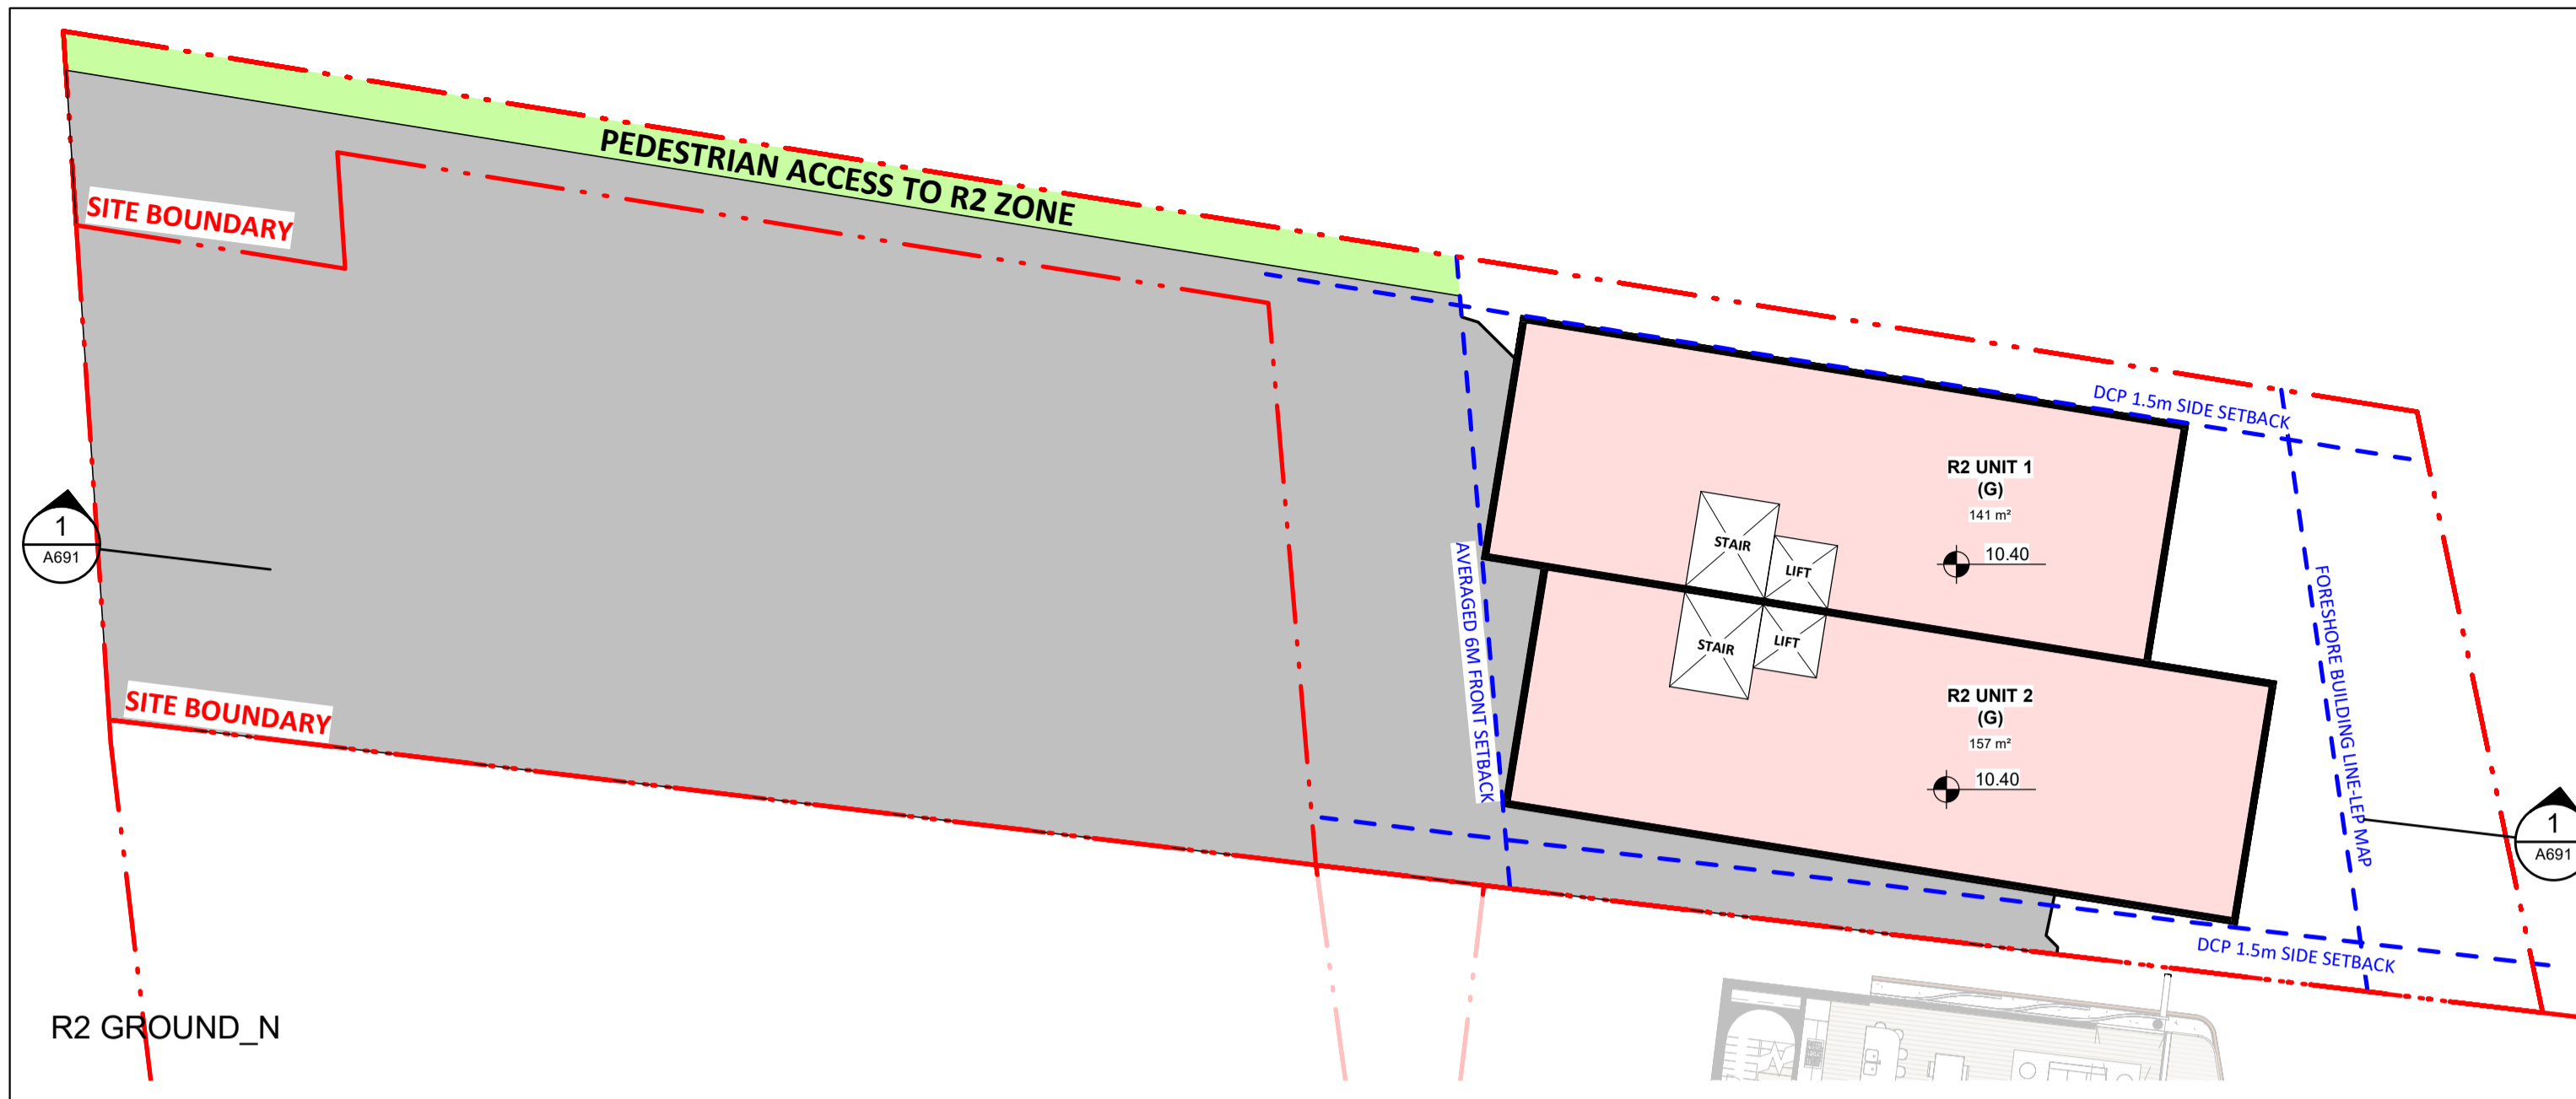 PEDESTRIAN ACCESS TO R2 ZONE
SITE BOUNDARY
DCP 1.5m SIDE SETBACK
R2 UNIT 1
(G)
141 m²
10.40
STAIR
LIFT
1
A691
AVERAGED 6M FRONT SETBACK
FORESHORE BUILDING LINE-LEP MAP
STAIR
LIFT
R2 UNIT 2
(G)
157 m²
10.40
SITE BOUNDARY
1
A691
DCP 1.5m SIDE SETBACK
R2 GROUND_N